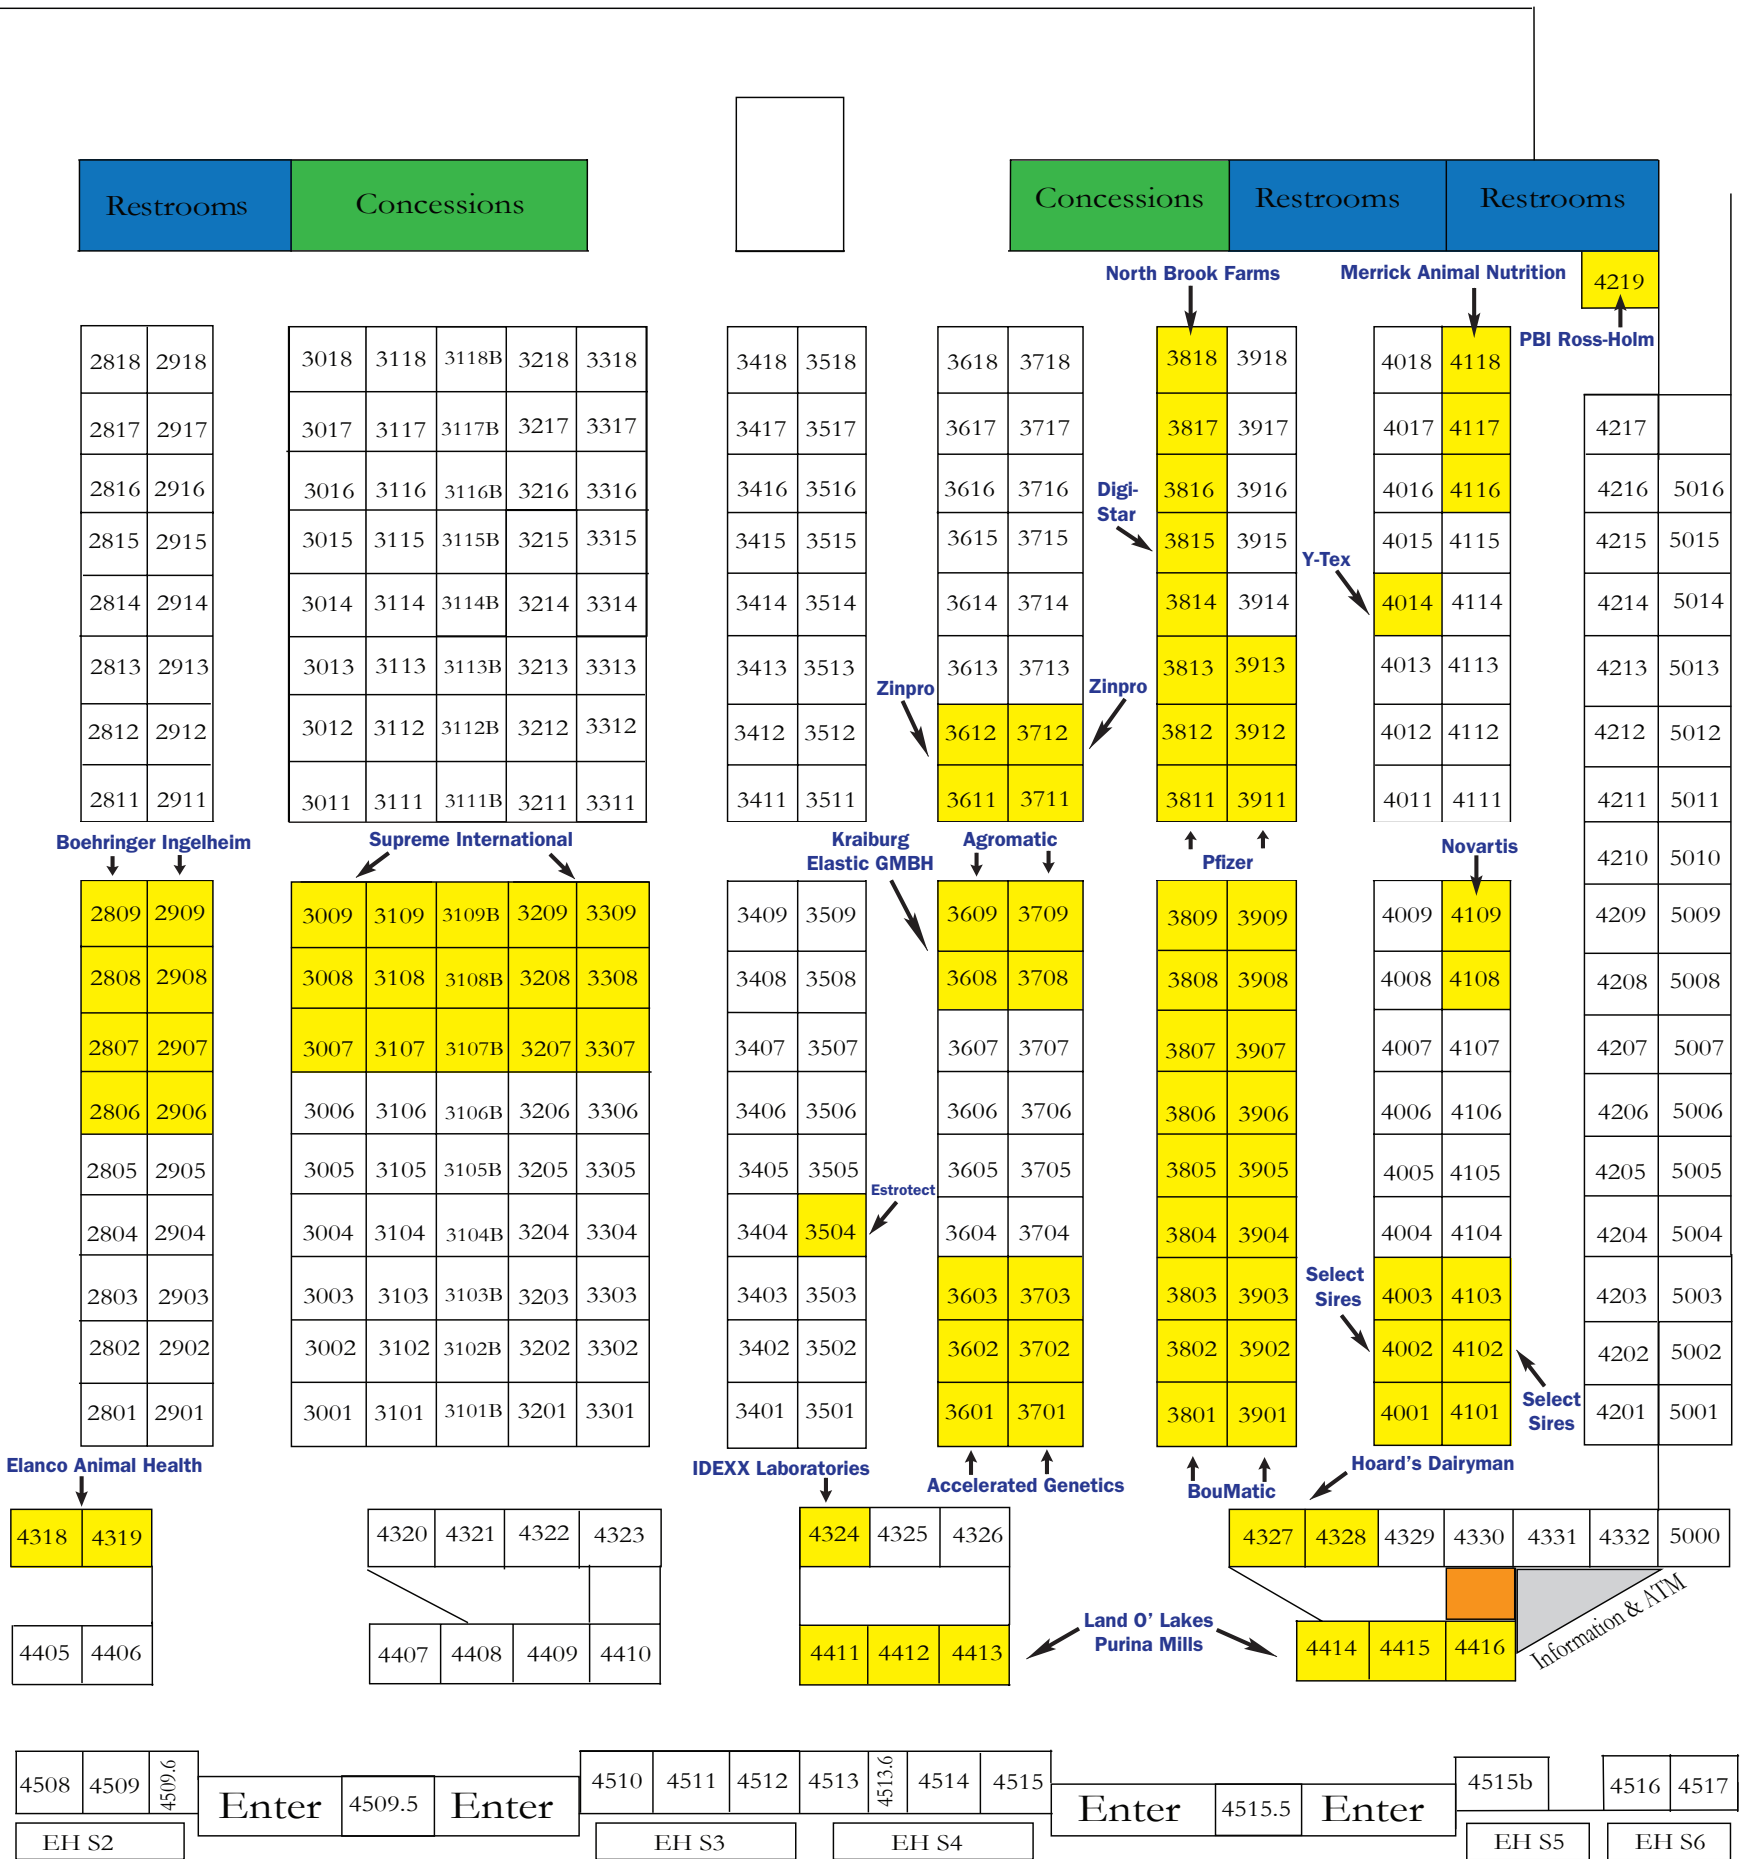 Restrooms Concessions Concessions Restrooms Restrooms
North Brook Farms Merrick Animal Nutrition 4219
PBI Ross-Holm
2818 2918 3018 3118 3118B 3218 3318 3418 3518 3618 3718 3818 3918 4018 4118
2817 2917 3017 3117 3117B 3217 3317 3417 3517 3617 3717 3817 3917 4017 4117 4217
Digi-
Star
2816 2916 3016 3116 3116B 3216 3316 3416 3516 3616 3716 3816 3916 4016 4116 4216 5016
2815 2915 3015 3115 3115B 3215 3315 3415 3515 3615 3715 3815 3915 4015 4115 4215 5015
Y-Tex
2814 2914 3014 3114 3114B 3214 3314 3414 3514 3614 3714 3814 3914 4014 4114 4214 5014
2813 2913 3013 3113 3113B 3213 3313 3413 3513 3613 3713 3813 3913 4013 4113 4213 5013
Zinpro Zinpro
2812 2912 3012 3112 3112B 3212 3312 3412 3512 3612 3712 3812 3912 4012 4112 4212 5012
2811 2911 3011 3111 3111B 3211 3311 3411 3511 3611 3711 3811 3911 4011 4111 4211 5011
Boehringer Ingelheim Supreme International Kraiburg
Elastic GMBH Agromatic Pfizer Novartis 4210 5010
2809 2909 3009 3109 3109B 3209 3309 3409 3509 3609 3709 3809 3909 4009 4109 4209 5009
2808 2908 3008 3108 3108B 3208 3308 3408 3508 3608 3708 3808 3908 4008 4108 4208 5008
2807 2907 3007 3107 3107B 3207 3307 3407 3507 3607 3707 3807 3907 4007 4107 4207 5007
2806 2906 3006 3106 3106B 3206 3306 3406 3506 3606 3706 3806 3906 4006 4106 4206 5006
2805 2905 3005 3105 3105B 3205 3305 3405 3505 3605 3705 3805 3905 4005 4105 4205 5005
Estrotect
2804 2904 3004 3104 3104B 3204 3304 3404 3504 3604 3704 3804 3904 4004 4104 4204 5004
Select
Sires
2803 2903 3003 3103 3103B 3203 3303 3403 3503 3603 3703 3803 3903 4003 4103 4203 5003
2802 2902 3002 3102 3102B 3202 3302 3402 3502 3602 3702 3802 3902 4002 4102 4202 5002
Select
Sires
2801 2901 3001 3101 3101B 3201 3301 3401 3501 3601 3701 3801 3901 4001 4101 4201 5001
Elanco Animal Health IDEXX Laboratories Accelerated Genetics BouMatic Hoard's Dairyman
4318 4319 4320 4321 4322 4323 4324 4325 4326 4327 4328 4329 4330 4331 4332 5000
Information & ATM
Land O' Lakes
Purina Mills
4405 4406 4407 4408 4409 4410 4411 4412 4413 4414 4415 4416
4508 4509 4509.6 Enter 4509.5 Enter 4510 4511 4512 4513 4513.6 4514 4515 Enter 4515.5 Enter 4515b 4516 4517
EH S2 EH S3 EH S4 EH S5 EH S6